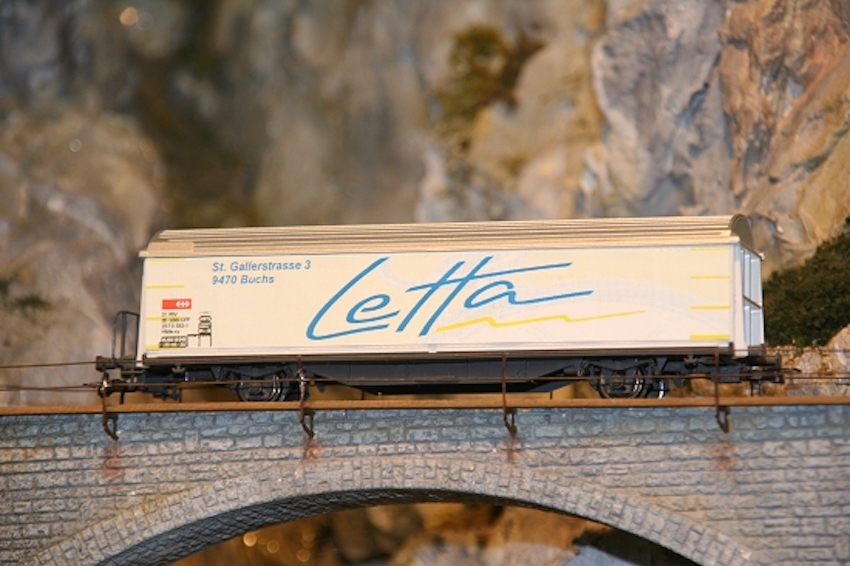 St. Gallerstrasse 3
9470 Buchs
Letta